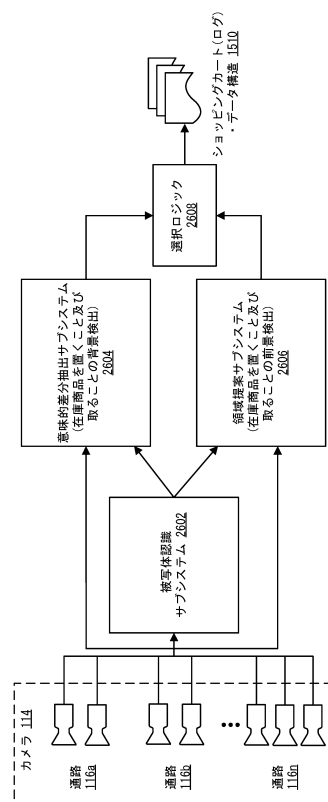 カメラ 114
通路
116a
通路
116b
通路
116n
被写体認識
サブシステム 2602
意味的差分抽出サブシステム
(在庫商品を置くこと及び
取ることの背景検出)
2604
領域提案サブシステム
(在庫商品を置くこと及び
取ることの前景検出)
2606
選択ロジック
2608
ショッピングカート(ログ)
・データ構造 1510